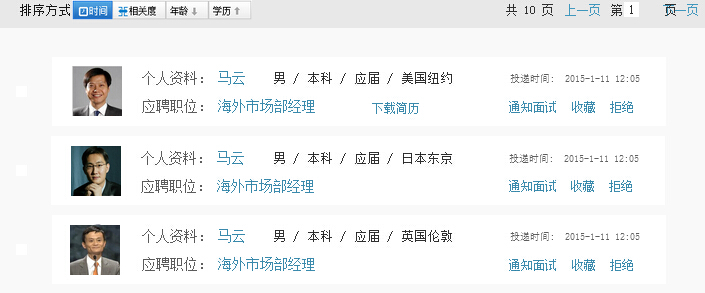 排序方式 时间 相关度 年龄↓ 学历↑ 共 10 页 上一页 第 1 页 下一页
个人资料： 马云 男 / 本科 / 应届 / 美国纽约 投递时间： 2015-1-11 12:05
应聘职位： 海外市场部经理 下载简历 通知面试 收藏 拒绝
个人资料： 马云 男 / 本科 / 应届 / 日本东京 投递时间： 2015-1-11 12:05
应聘职位： 海外市场部经理 通知面试 收藏 拒绝
个人资料： 马云 男 / 本科 / 应届 / 英国伦敦 投递时间： 2015-1-11 12:05
应聘职位： 海外市场部经理 通知面试 收藏 拒绝